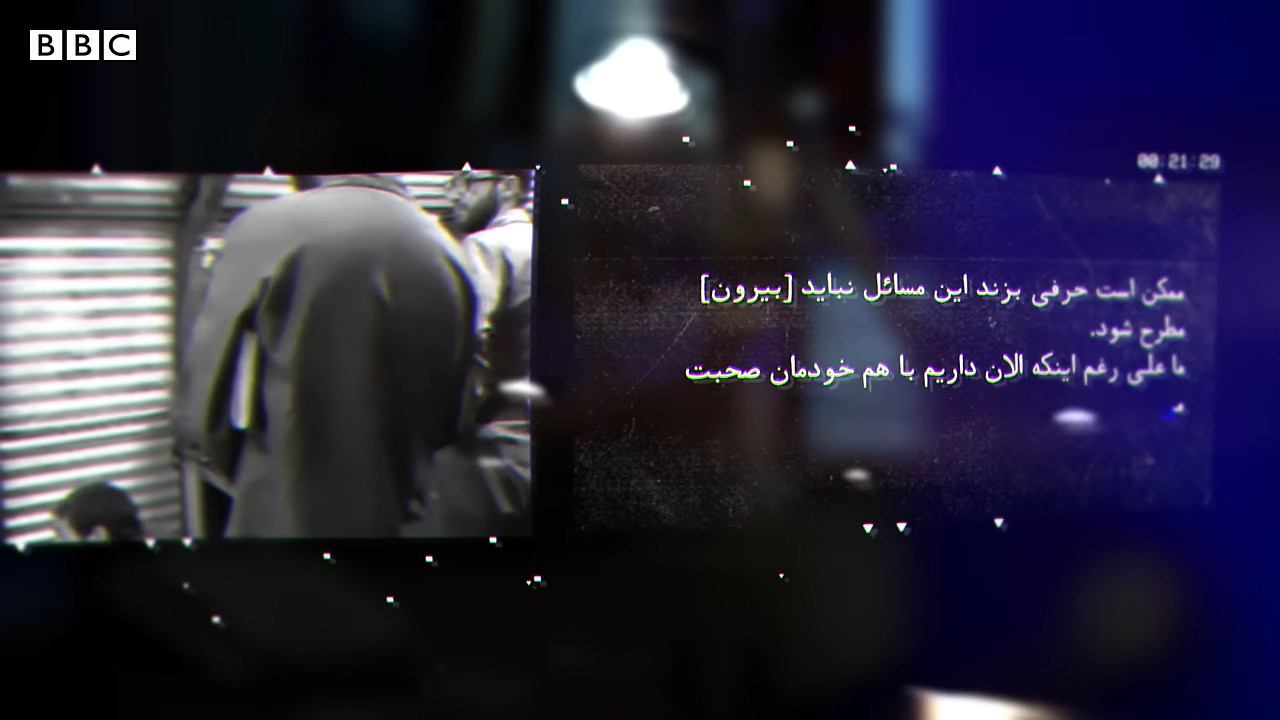 BBC
00:21:29
ممکن است حرفی بزند این مسائل نباید [بیرون]
مطرح شود.
ما علی رغم اینکه الان داریم با هم خودمان صحبت